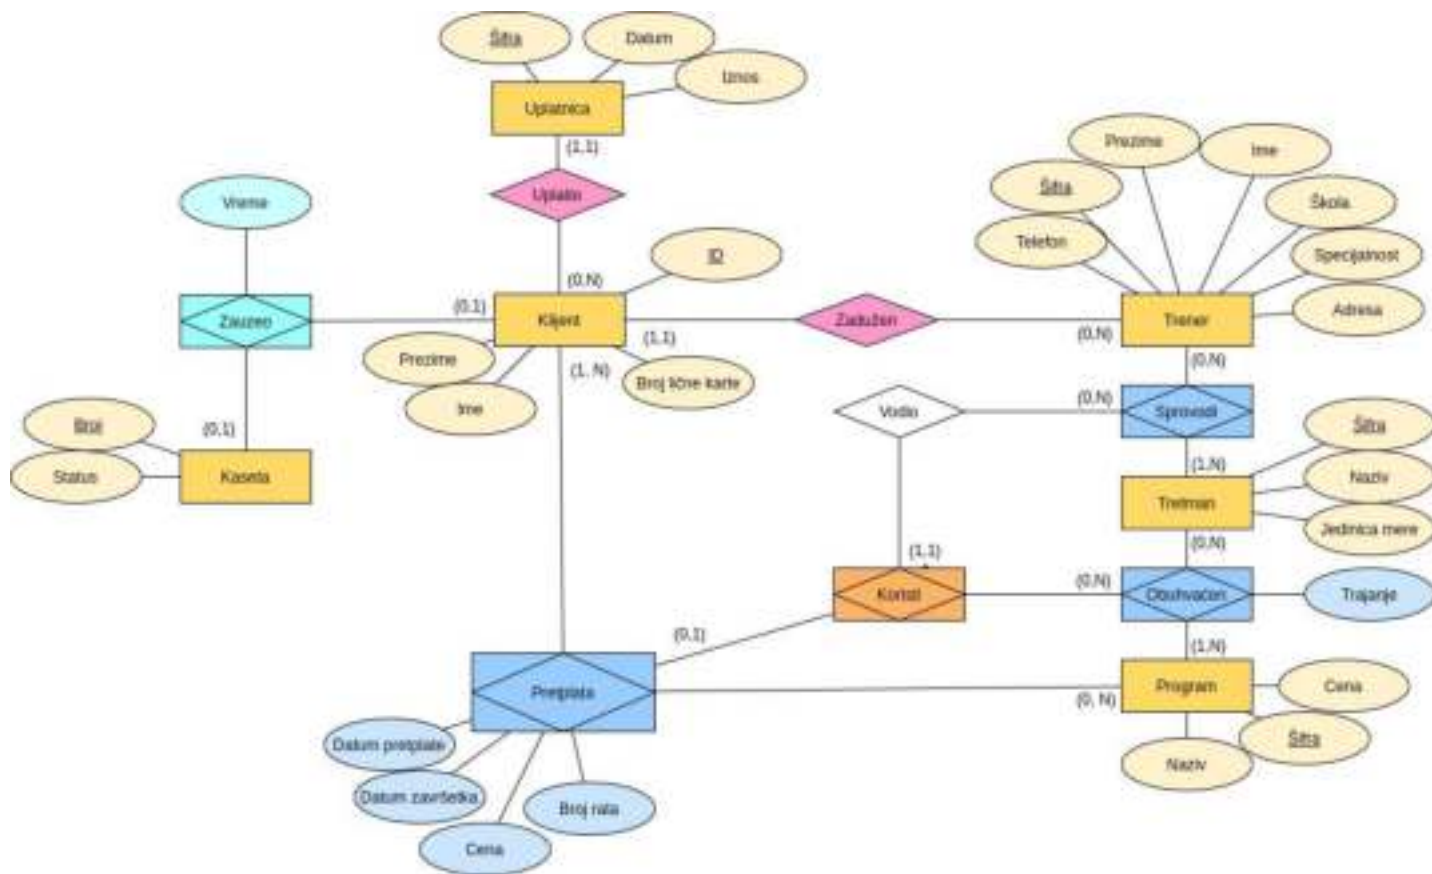 Šifra
Datum
Iznos
Uplatnica
(1,1)
Uplatio
(0,N)
Vreme
Zauzeo
(0,1)
Klijent
ID
Prezime
Ime
(1, N)
(1,1)
Broj lične karte
Zadužen
(0,N)
Trener
Prezime
Ime
Šifra
Telefon
Škola
Specijalnost
Adresa
(0,N)
Vodio
(0,N)
Sprovodi
(1,N)
Šifra
Naziv
Jedinica mere
Tretman
(0,N)
(0,1)
Broj
Status
Kaseta
(1,1)
Koristi
(0,N)
Obuhvaćen
Trajanje
(1,N)
(0,1)
Pretplata
(0, N)
Program
Cena
Šifra
Naziv
Datum pretplate
Datum završetka
Cena
Broj rata